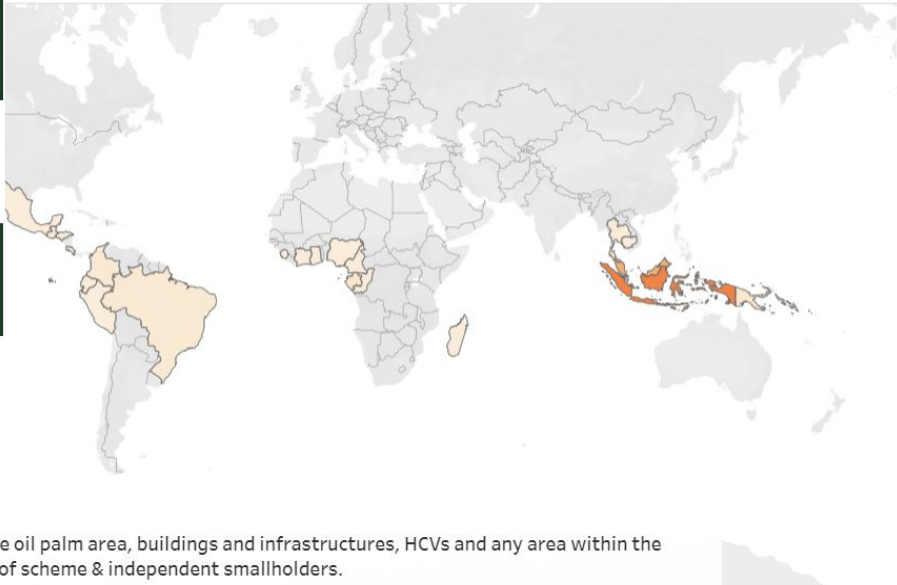 e oil palm area, buildings and infrastructures, HCVs and any area within the
of scheme & independent smallholders.